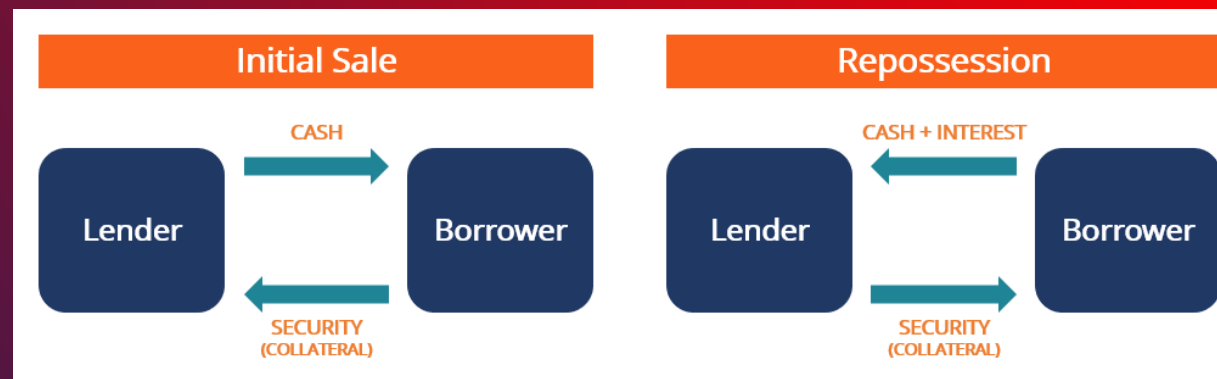 Initial Sale
CASH
Lender
Borrower
SECURITY
(COLLATERAL)
Repossession
CASH + INTEREST
Lender
Borrower
SECURITY
(COLLATERAL)